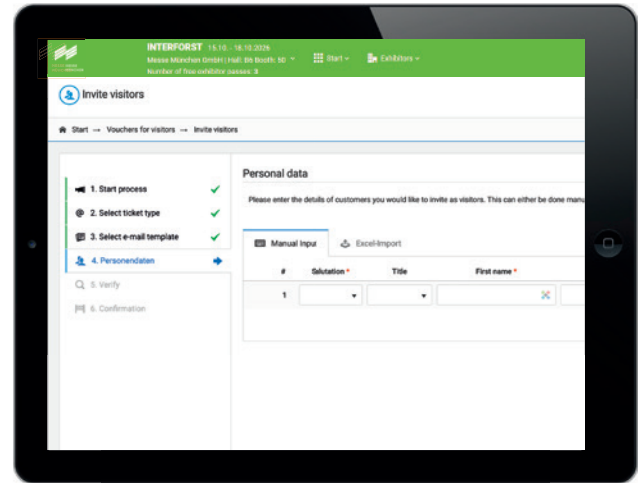 INTERFORST 15.10. - 18.10.2026
Messe München GmbH | Hall: B6 Booth: 50
Number of free exhibitor passes: 3
Start
Exhibitors
Invite visitors
Start → Vouchers for visitors → Invite visitors
1. Start process
2. Select ticket type
3. Select e-mail template
4. Personendaten
5. Verify
6. Confirmation
Personal data
Please enter the details of customers you would like to invite as visitors. This can either be done manu
Manual input
Excel-Import
# Salutation * Title First name *
1